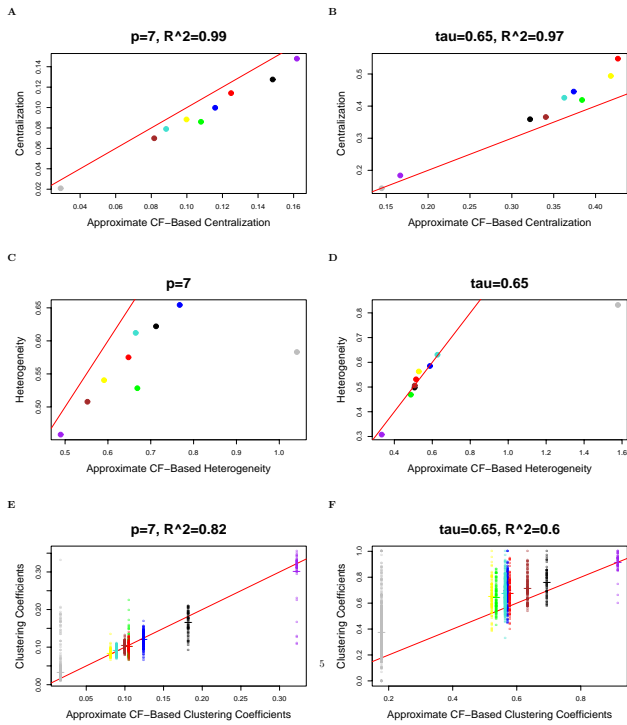 A
p=7, R^2=0.99
Centralization
0.02 0.04 0.06 0.08 0.10 0.12 0.14
0.04 0.06 0.08 0.10 0.12 0.14 0.16
Approximate CF−Based Centralization
B
tau=0.65, R^2=0.97
Centralization
0.2 0.3 0.4 0.5
0.15 0.20 0.25 0.30 0.35 0.40
Approximate CF−Based Centralization
C
p=7
Heterogeneity
0.50 0.55 0.60 0.65
0.5 0.6 0.7 0.8 0.9 1.0
Approximate CF−Based Heterogeneity
D
tau=0.65
Heterogeneity
0.3 0.4 0.5 0.6 0.7 0.8
0.4 0.6 0.8 1.0 1.2 1.4 1.6
Approximate CF−Based Heterogeneity
E
p=7, R^2=0.82
Clustering Coefficients
0.00 0.10 0.20 0.30
0.05 0.10 0.15 0.20 0.25 0.30
Approximate CF−Based Clustering Coefficients
F
tau=0.65, R^2=0.6
Clustering Coefficients
0.0 0.2 0.4 0.6 0.8 1.0
0.2 0.4 0.6 0.8
Approximate CF−Based Clustering Coefficients